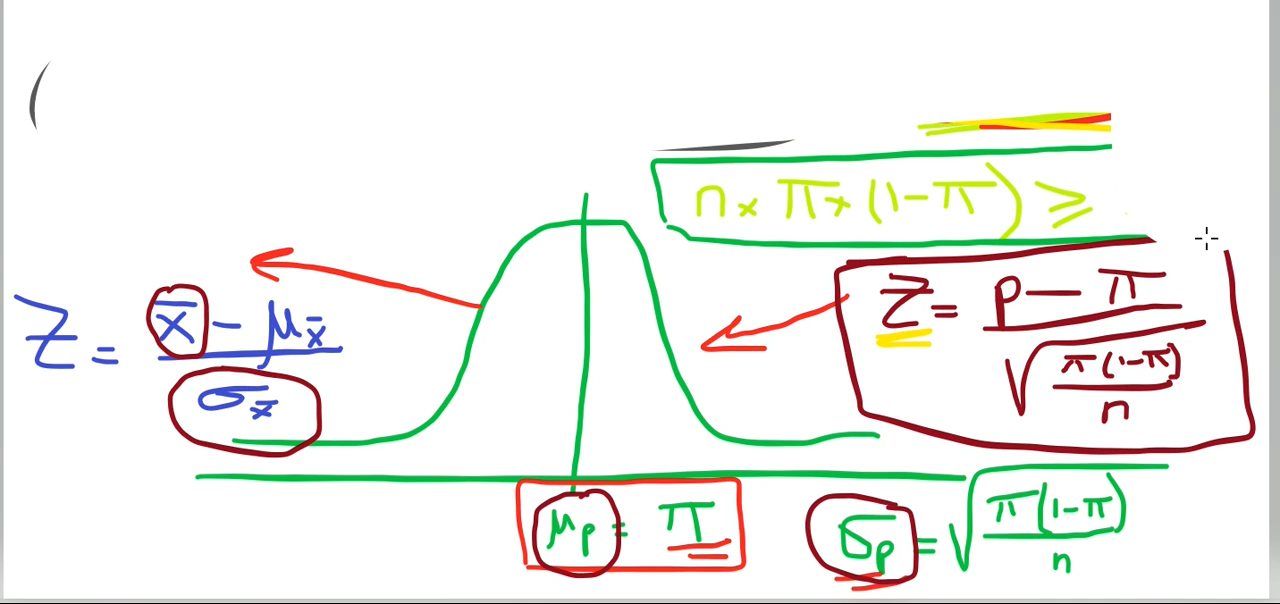 (
n × π × (1-π) ≥
Z = (x̄ - μx̄) / σx̄
Z = (p - π) / √(π(1-π)/n)
μp = π
σp = √(π(1-π)/n)